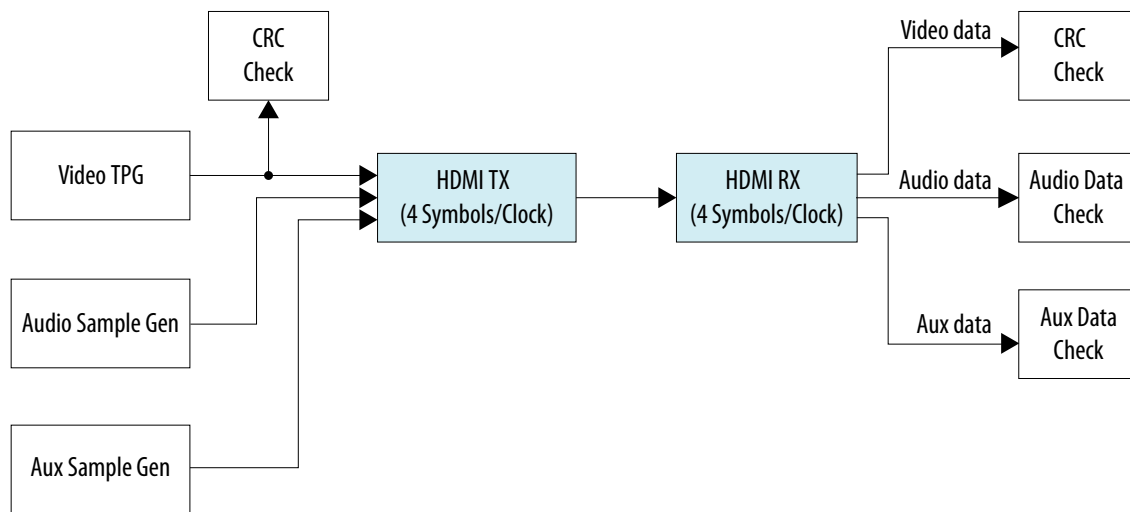 CRC
Check
Video data
CRC
Check
Video TPG
HDMI TX
(4 Symbols/Clock)
HDMI RX
(4 Symbols/Clock)
Audio data
Audio Data
Check
Audio Sample Gen
Aux data
Aux Data
Check
Aux Sample Gen